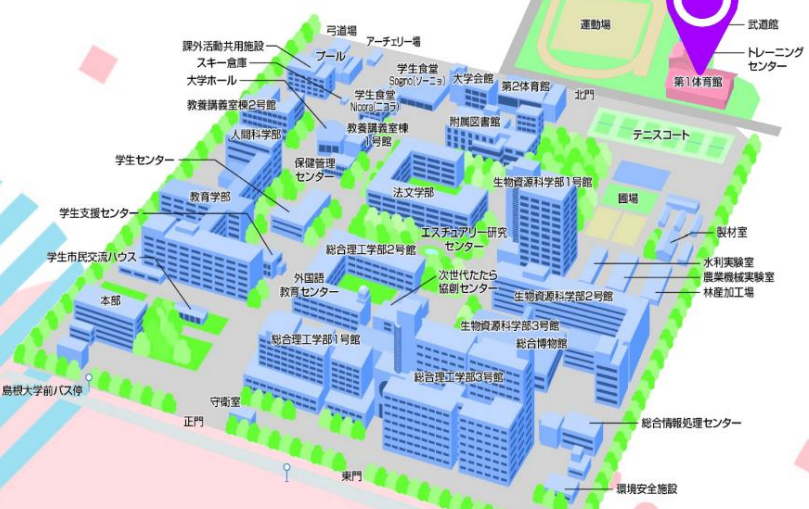 弓道場
アーチェリー場
課外活動共用施設
プール
スキー倉庫
大学ホール
学生食堂
Sogno(ソーニョ)
大学会館
第2体育館
運動場
武道館
トレーニング
センター
第1体育館
北門
教養講義室棟2号館
学生食堂
Nicora(ニコラ)
附属図書館
テニスコート
人間科学部
教養講義室棟
1号館
学生センター
保健管理
センター
教育学部
法文学部
生物資源科学部1号館
圃場
学生支援センター
エスチュアリー研究
センター
製材室
学生市民交流ハウス
総合理工学部2号館
水利実験室
農業機械実験室
林産加工場
外国語
教育センター
次世代たたら
協創センター
生物資源科学部2号館
本部
生物資源科学部3号館
総合博物館
総合理工学部1号館
総合理工学部3号館
島根大学前バス停
守衛室
正門
総合情報処理センター
東門
環境安全施設